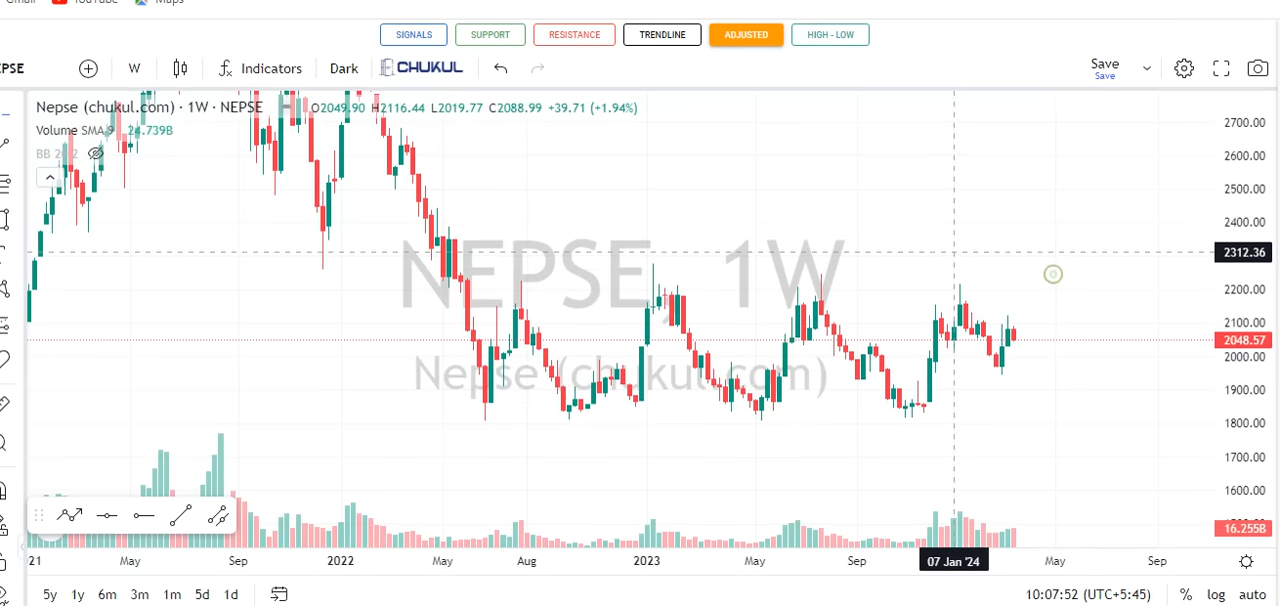 Gmail YouTube Maps
SIGNALS SUPPORT RESISTANCE TRENDLINE ADJUSTED HIGH - LOW
EPSE W Indicators Dark CHUKUL Save
Save
Nepse (chukul.com) · 1W · NEPSE O2049.90 H2116.44 L2019.77 C2088.99 +39.71 (+1.94%)
Volume SMA 9 24.739B
BB 20 2
2700.00
2600.00
2500.00
2400.00
2312.36
NEPSE, 1W
2200.00
2100.00
2048.57
2000.00
Nepse (chukul.com)
1900.00
1800.00
1700.00
1600.00
16.255B
21 May Sep 2022 May Aug 2023 May Sep 07 Jan '24 May Sep
5y 1y 6m 3m 1m 5d 1d 10:07:52 (UTC+5:45) % log auto